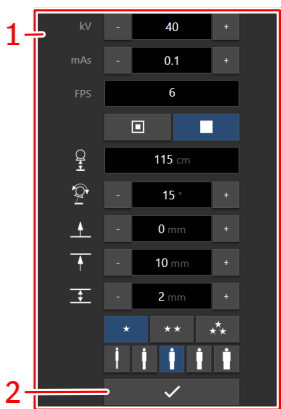 1
kV - 40 +
mAs - 0.1 +
FPS 6
115 cm
- 15 ° +
- 0 mm +
- 10 mm +
- 2 mm +
2